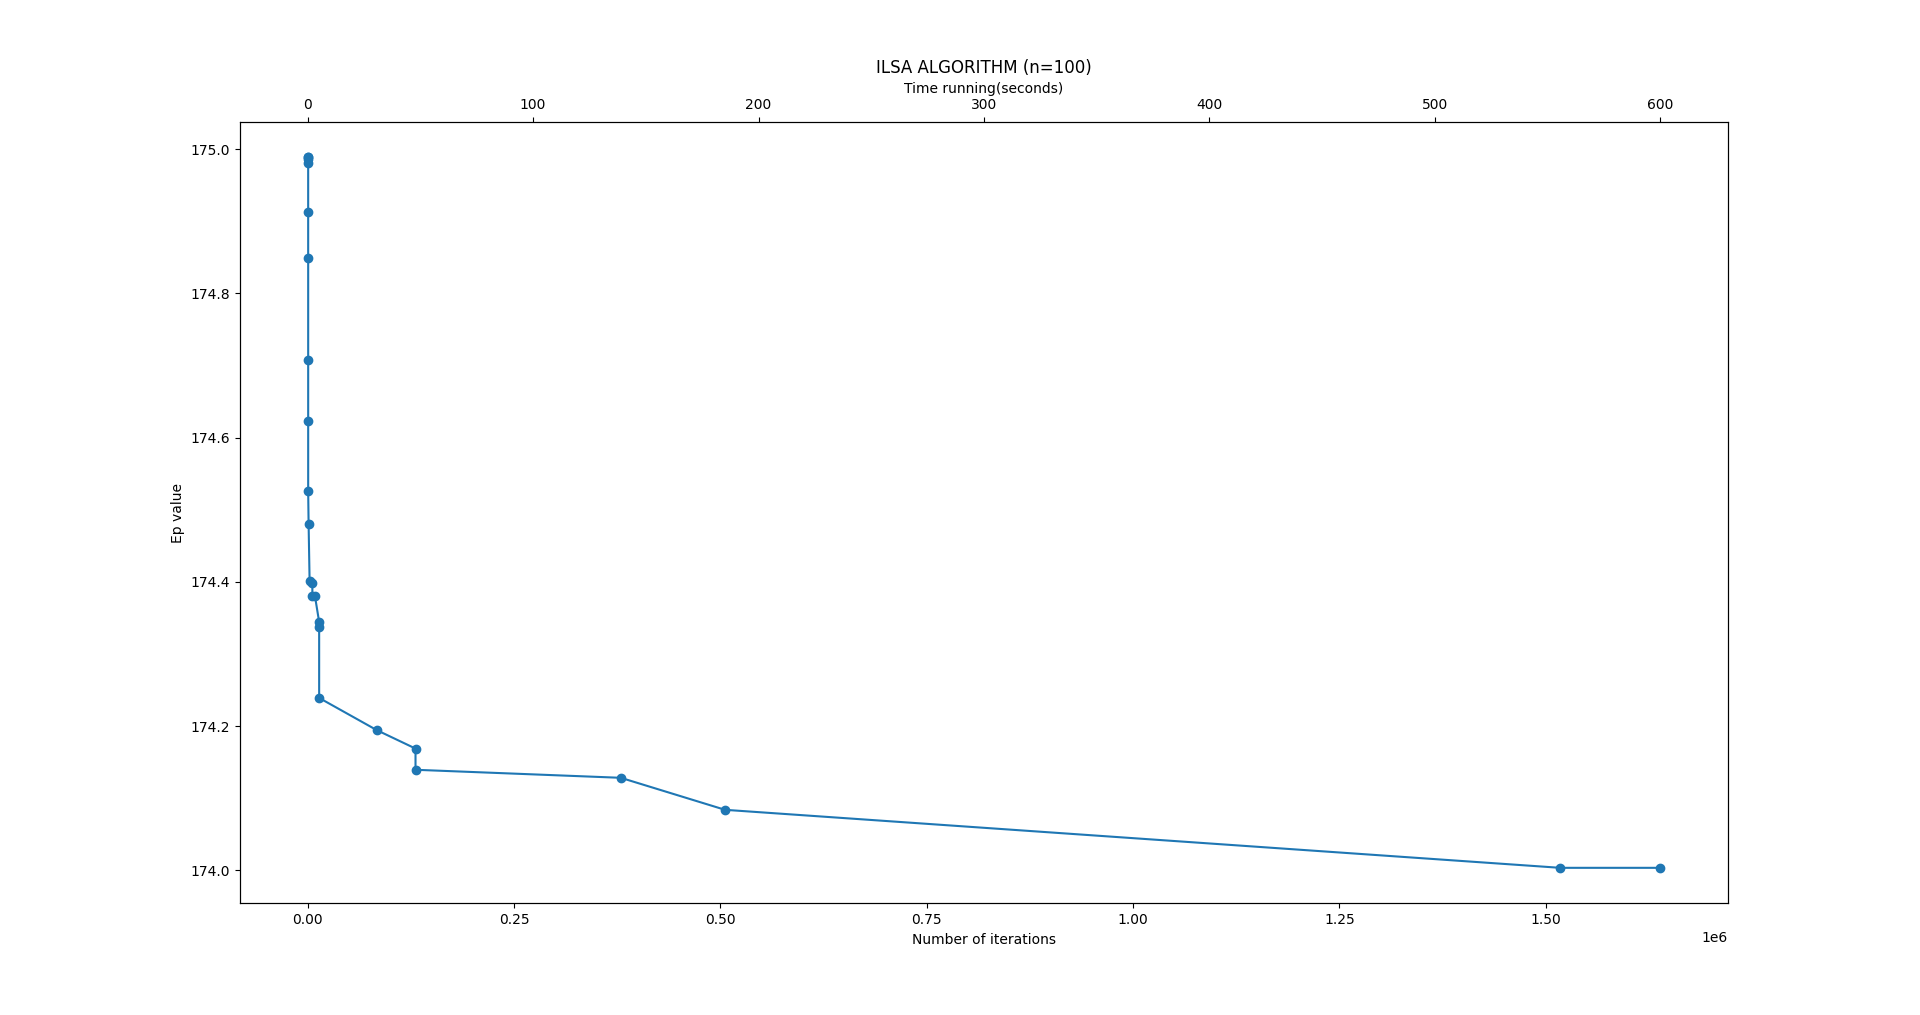 ILSA ALGORITHM (n=100)
Time running(seconds)
0 100 200 300 400 500 600
175.0
174.8
174.6
174.4
174.2
174.0
Ep value
0.00 0.25 0.50 0.75 1.00 1.25 1.50
Number of iterations
1e6